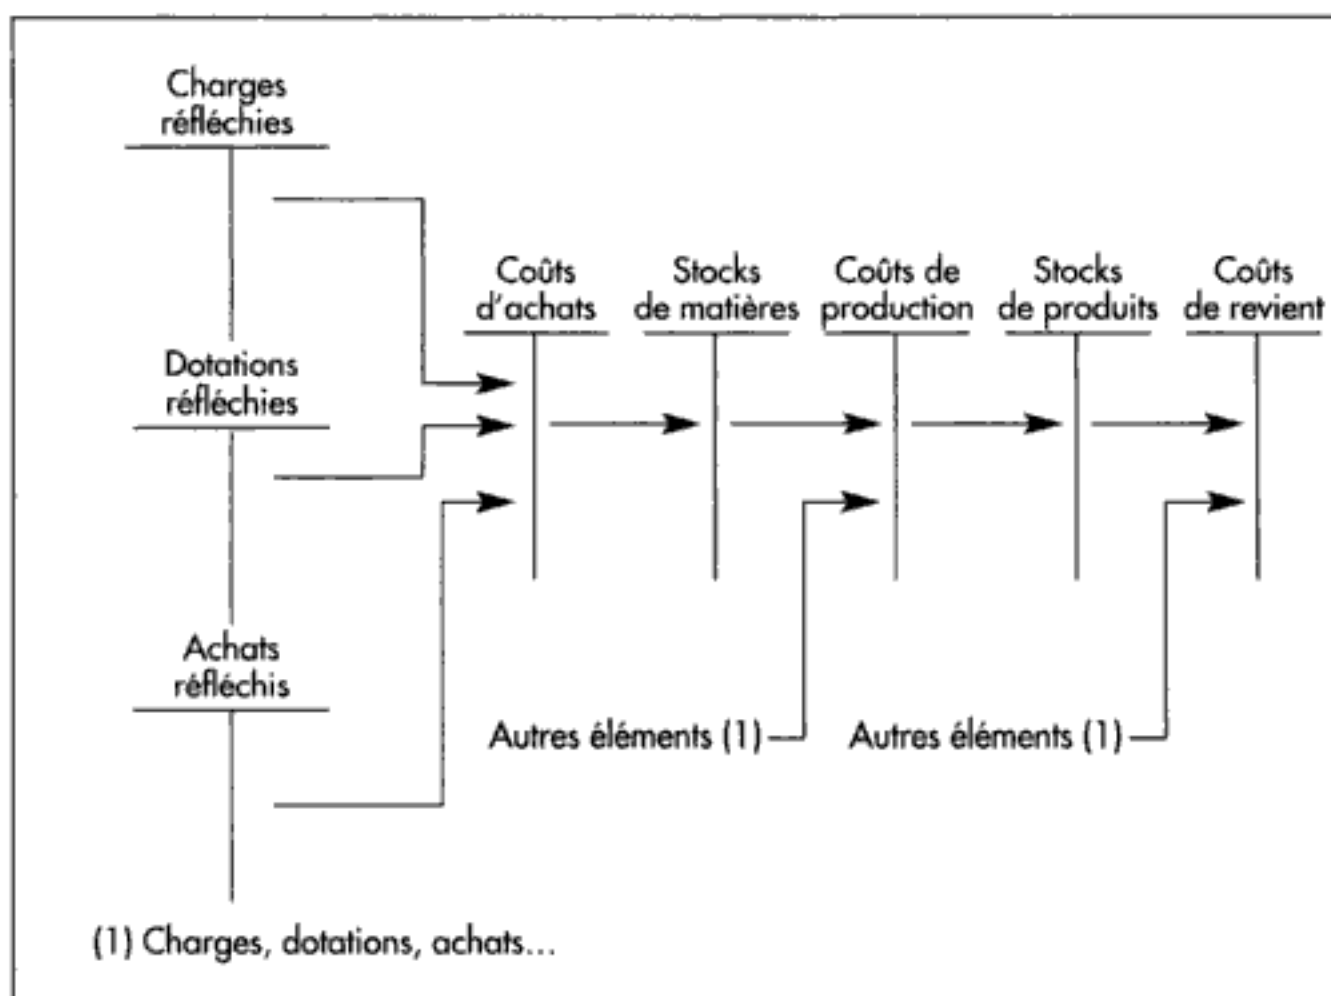 Charges
réfléchies
Coûts
d'achats
Stocks
de matières
Coûts de
production
Stocks
de produits
Coûts
de revient
Dotations
réfléchies
Achats
réfléchis
Autres éléments (1)
Autres éléments (1)
(1) Charges, dotations, achats...